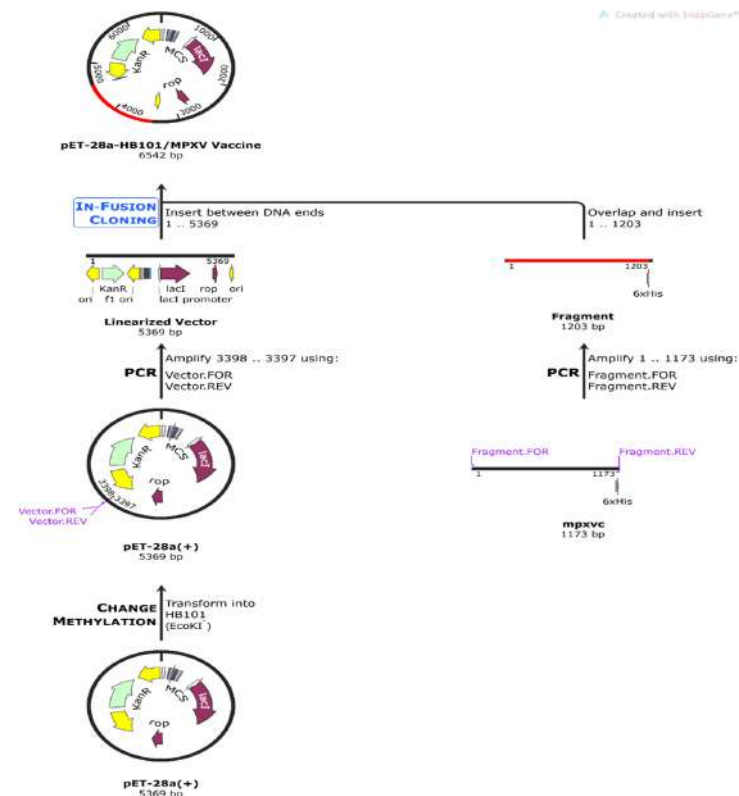 Created with SnapGene®
6000
1000
5000
2000
4000
3000
KanR
MCS
lacI
rop
pET-28a-HB101/MPXV Vaccine
6542 bp
IN-FUSION
CLONING
Insert between DNA ends
1 .. 5369
Overlap and insert
1 .. 1203
1
5369
KanR
lacI
rop
ori
ori
f1 ori
lacI promoter
Linearized Vector
5369 bp
1
1203
6xHis
Fragment
1203 bp
PCR
Amplify 3398 .. 3397 using:
Vector.FOR
Vector.REV
PCR
Amplify 1 .. 1173 using:
Fragment.FOR
Fragment.REV
KanR
MCS
lacI
rop
3398,3397
Vector.FOR
Vector.REV
pET-28a(+)
5369 bp
Fragment.FOR
Fragment.REV
1
1173
6xHis
mpxvc
1173 bp
CHANGE
METHYLATION
Transform into
HB101
(EcoKI⁻)
KanR
MCS
lacI
rop
pET-28a(+)
5369 bp